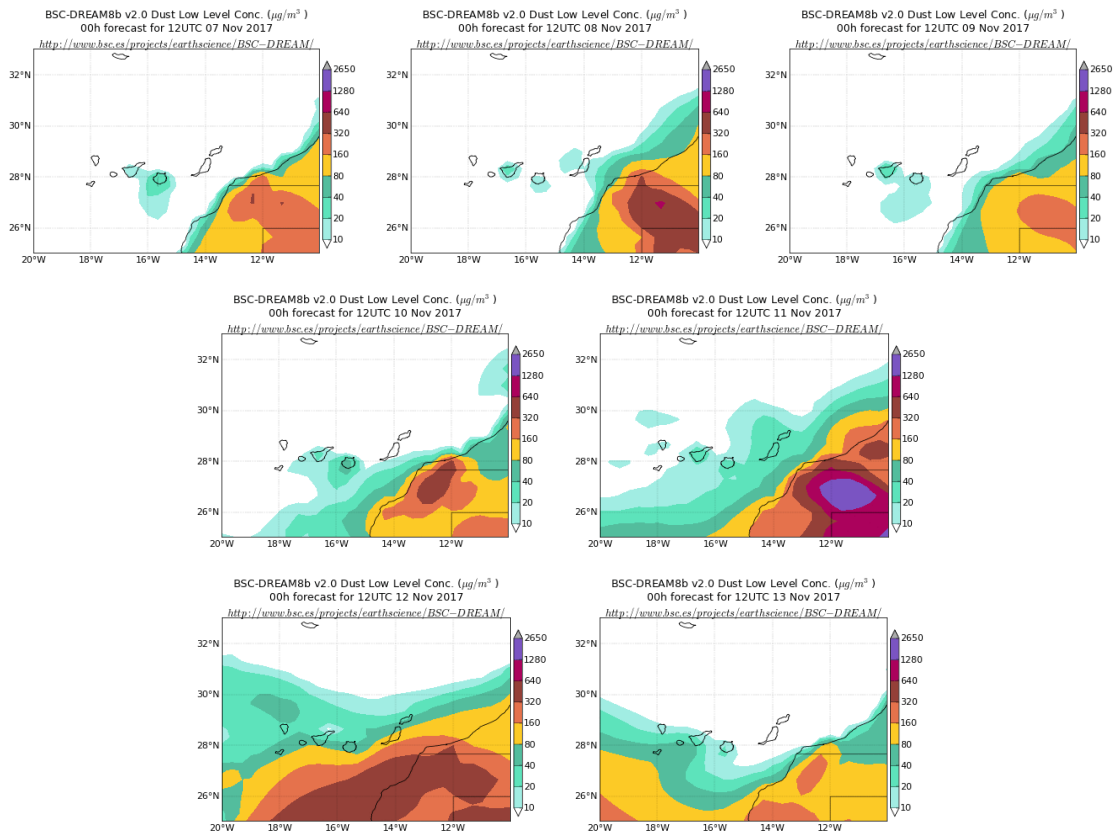 BSC-DREAM8b v2.0 Dust Low Level Conc. (μg/m³ )
00h forecast for 12UTC 07 Nov 2017
http://www.bsc.es/projects/earthscience/BSC−DREAM/
32°N
30°N
28°N
26°N
20°W 18°W 16°W 14°W 12°W
2650
1280
640
320
160
80
40
20
10
BSC-DREAM8b v2.0 Dust Low Level Conc. (μg/m³ )
00h forecast for 12UTC 08 Nov 2017
http://www.bsc.es/projects/earthscience/BSC−DREAM/
32°N
30°N
28°N
26°N
20°W 18°W 16°W 14°W 12°W
2650
1280
640
320
160
80
40
20
10
BSC-DREAM8b v2.0 Dust Low Level Conc. (μg/m³ )
00h forecast for 12UTC 09 Nov 2017
http://www.bsc.es/projects/earthscience/BSC−DREAM/
32°N
30°N
28°N
26°N
20°W 18°W 16°W 14°W 12°W
2650
1280
640
320
160
80
40
20
10
BSC-DREAM8b v2.0 Dust Low Level Conc. (μg/m³ )
00h forecast for 12UTC 10 Nov 2017
http://www.bsc.es/projects/earthscience/BSC−DREAM/
32°N
30°N
28°N
26°N
20°W 18°W 16°W 14°W 12°W
2650
1280
640
320
160
80
40
20
10
BSC-DREAM8b v2.0 Dust Low Level Conc. (μg/m³ )
00h forecast for 12UTC 11 Nov 2017
http://www.bsc.es/projects/earthscience/BSC−DREAM/
32°N
30°N
28°N
26°N
20°W 18°W 16°W 14°W 12°W
2650
1280
640
320
160
80
40
20
10
BSC-DREAM8b v2.0 Dust Low Level Conc. (μg/m³ )
00h forecast for 12UTC 12 Nov 2017
http://www.bsc.es/projects/earthscience/BSC−DREAM/
32°N
30°N
28°N
26°N
20°W 18°W 16°W 14°W 12°W
2650
1280
640
320
160
80
40
20
10
BSC-DREAM8b v2.0 Dust Low Level Conc. (μg/m³ )
00h forecast for 12UTC 13 Nov 2017
http://www.bsc.es/projects/earthscience/BSC−DREAM/
32°N
30°N
28°N
26°N
20°W 18°W 16°W 14°W 12°W
2650
1280
640
320
160
80
40
20
10